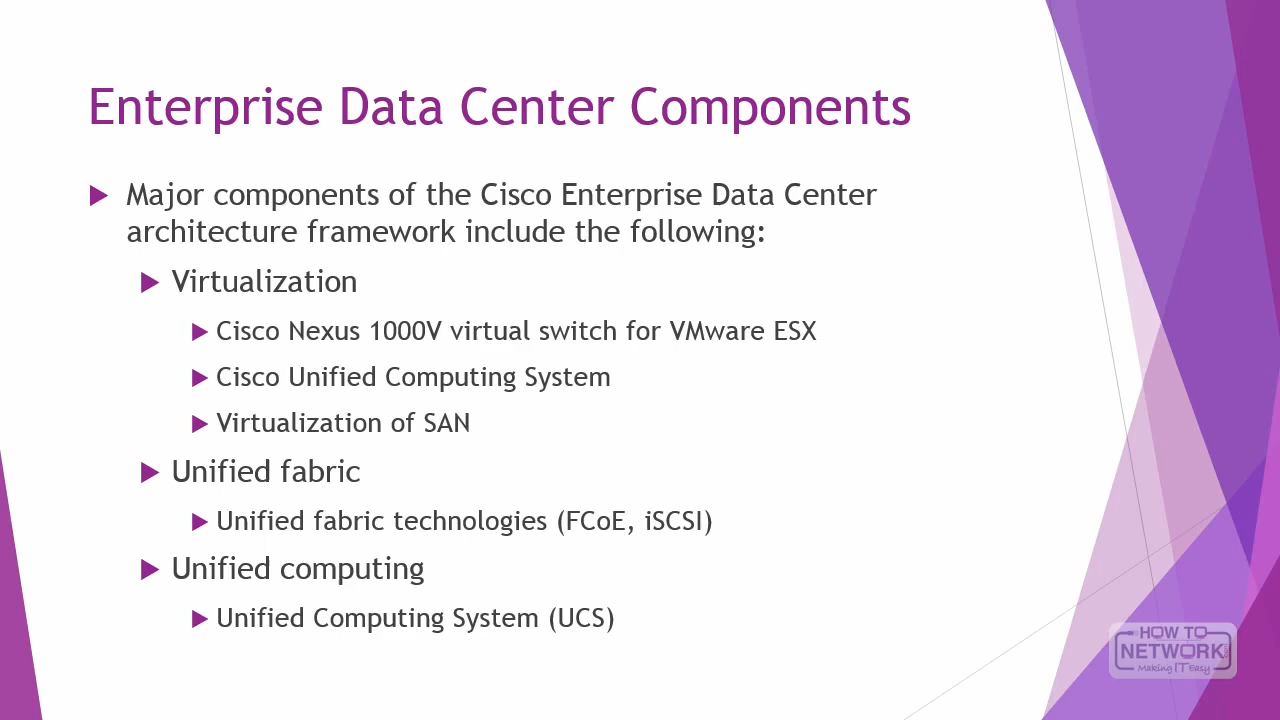 Enterprise Data Center Components
Major components of the Cisco Enterprise Data Center
architecture framework include the following:
Virtualization
Cisco Nexus 1000V virtual switch for VMware ESX
Cisco Unified Computing System
Virtualization of SAN
Unified fabric
Unified fabric technologies (FCoE, iSCSI)
Unified computing
Unified Computing System (UCS)
HOW TO
NETWORK
Making IT Easy